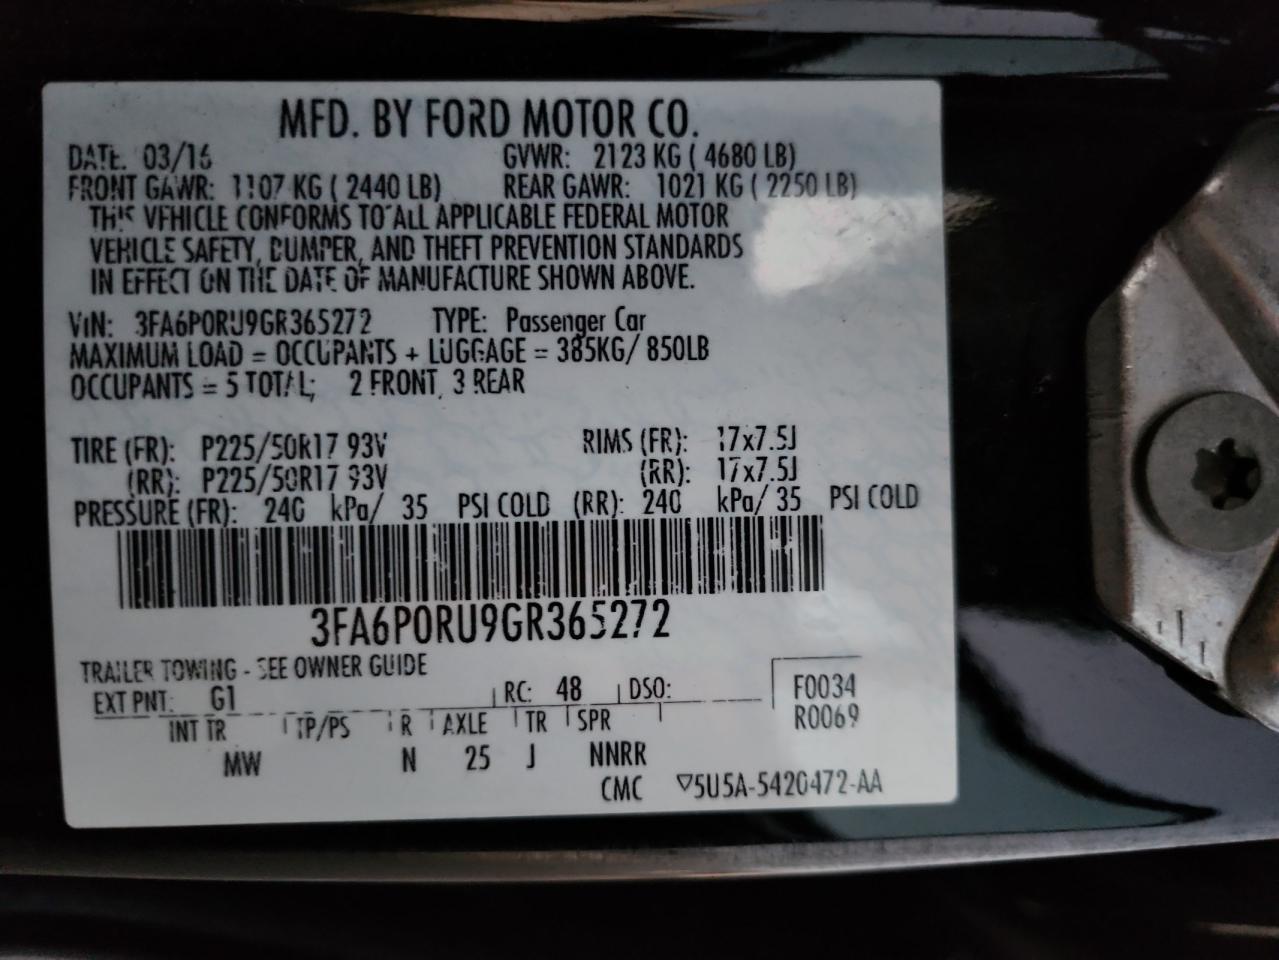 MFD. BY FORD MOTOR CO.
DATE: 03/16 GVWR: 2123 KG ( 4680 LB)
FRONT GAWR: 1107 KG ( 2440 LB) REAR GAWR: 1021 KG ( 2250 LB)
THIS VEHICLE CONFORMS TO ALL APPLICABLE FEDERAL MOTOR
VEHICLE SAFETY, BUMPER, AND THEFT PREVENTION STANDARDS
IN EFFECT ON THE DATE OF MANUFACTURE SHOWN ABOVE.
VIN: 3FA6P0RU9GR365272 TYPE: Passenger Car
MAXIMUM LOAD = OCCUPANTS + LUGGAGE = 385KG/ 850LB
OCCUPANTS = 5 TOTAL; 2 FRONT, 3 REAR
TIRE (FR): P225/50R17 93V RIMS (FR): 17x7.5J
(RR): P225/50R17 93V (RR): 17x7.5J
PRESSURE (FR): 240 kPa/ 35 PSI COLD (RR): 240 kPa/ 35 PSI COLD
3FA6P0RU9GR365272
TRAILER TOWING - SEE OWNER GUIDE
EXT PNT: G1 RC: 48 DSO: F0034
INT TR TP/PS R AXLE TR SPR R0069
MW N 25 J NNRR
CMC ▽5U5A-5420472-AA